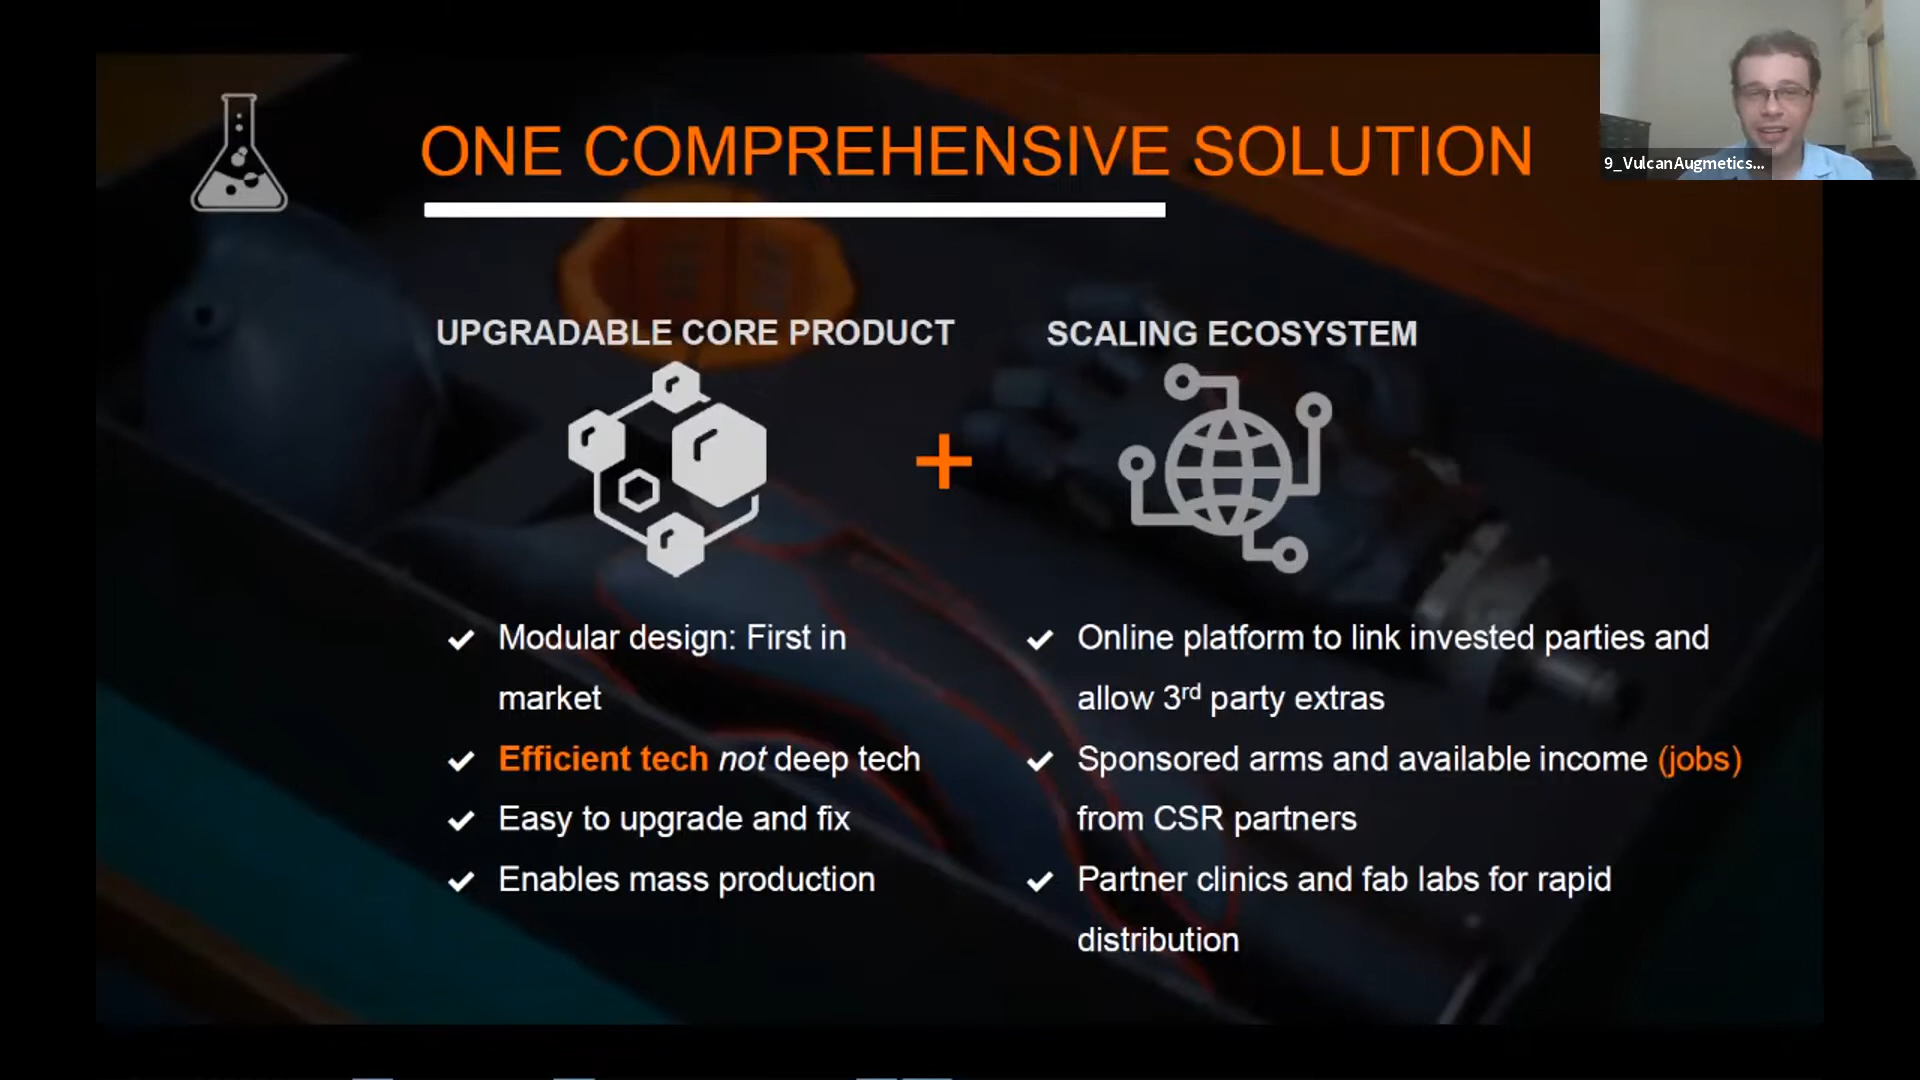 ONE COMPREHENSIVE SOLUTION
9_VulcanAugmetics...
UPGRADABLE CORE PRODUCT
+
SCALING ECOSYSTEM
Modular design: First in
market
Efficient tech not deep tech
Easy to upgrade and fix
Enables mass production
Online platform to link invested parties and
allow 3rd party extras
Sponsored arms and available income (jobs)
from CSR partners
Partner clinics and fab labs for rapid
distribution